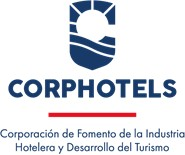 CORPHOTELS
Corporación de Fomento de la Industria
Hotelera y Desarrollo del Turismo